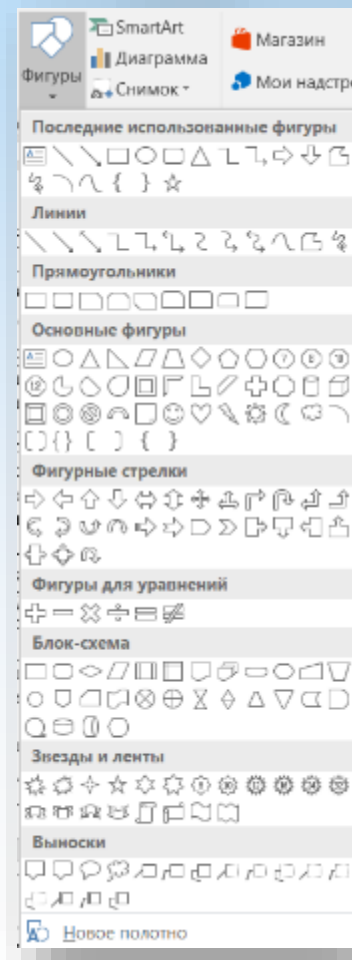 SmartArt
Магазин
Диаграмма
Фигуры
Снимок
Мои надстро
Последние использованные фигуры
Линии
Прямоугольники
Основные фигуры
Фигурные стрелки
Фигуры для уравнений
Блок-схема
Звезды и ленты
Выноски
Новое полотно